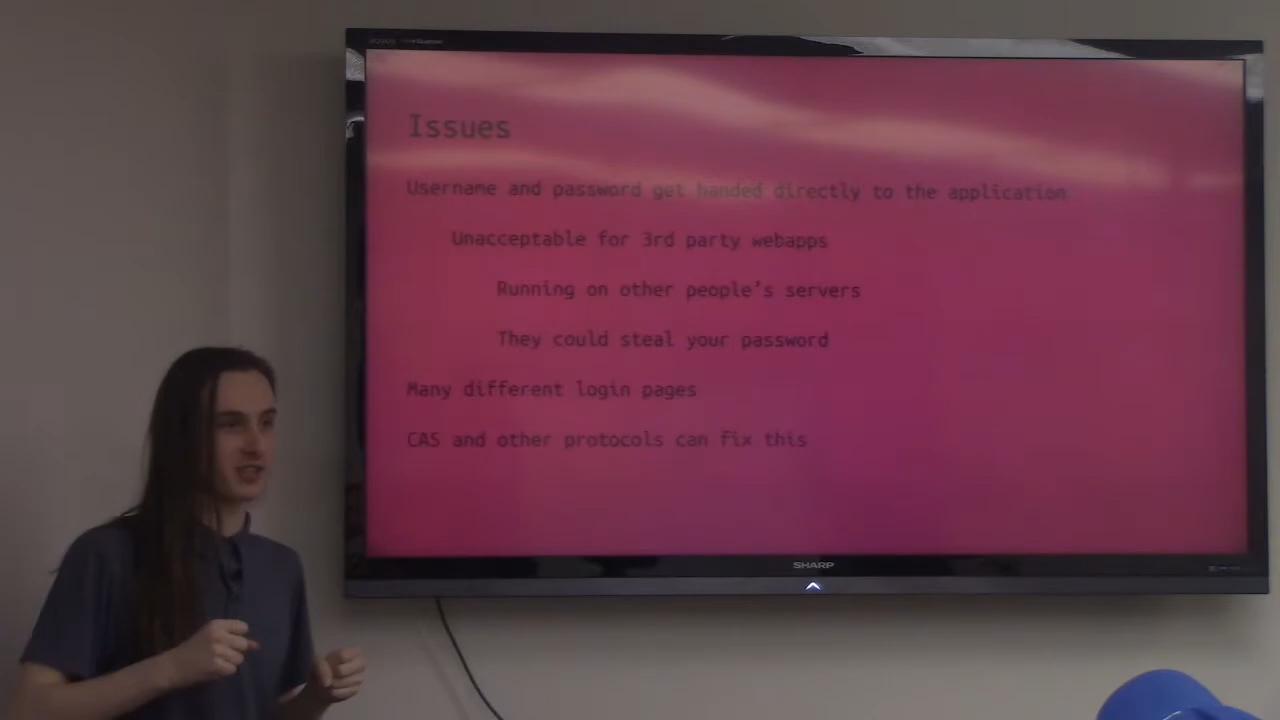 Issues
Username and password get handed directly to the application
Unacceptable for 3rd party webapps
Running on other people's servers
They could steal your password
Many different login pages
CAS and other protocols can fix this
SHARP